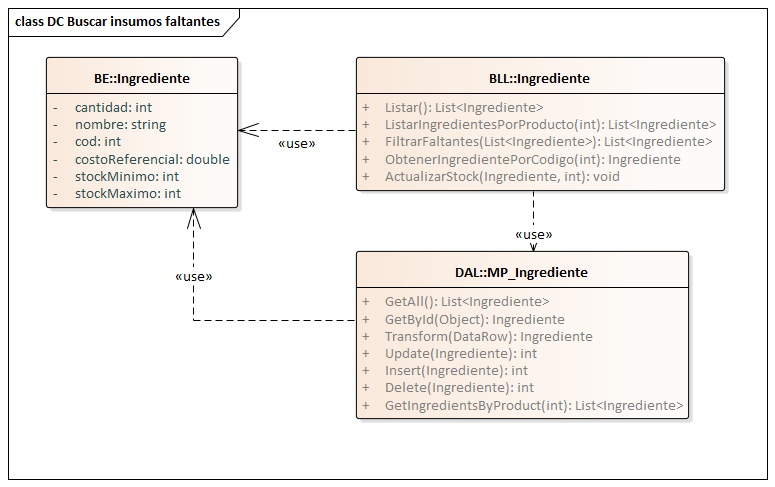 class DC Buscar insumos faltantes
BE::Ingrediente
- cantidad: int
- nombre: string
- cod: int
- costoReferencial: double
- stockMinimo: int
- stockMaximo: int
BLL::Ingrediente
+ Listar(): List<Ingrediente>
+ ListarIngredientesPorProducto(int): List<Ingrediente>
+ FiltrarFaltantes(List<Ingrediente>): List<Ingrediente>
+ ObtenerIngredientePorCodigo(int): Ingrediente
+ ActualizarStock(Ingrediente, int): void
«use»
«use»
«use»
DAL::MP_Ingrediente
+ GetAll(): List<Ingrediente>
+ GetById(Object): Ingrediente
+ Transform(DataRow): Ingrediente
+ Update(Ingrediente): int
+ Insert(Ingrediente): int
+ Delete(Ingrediente): int
+ GetIngredientsByProduct(int): List<Ingrediente>